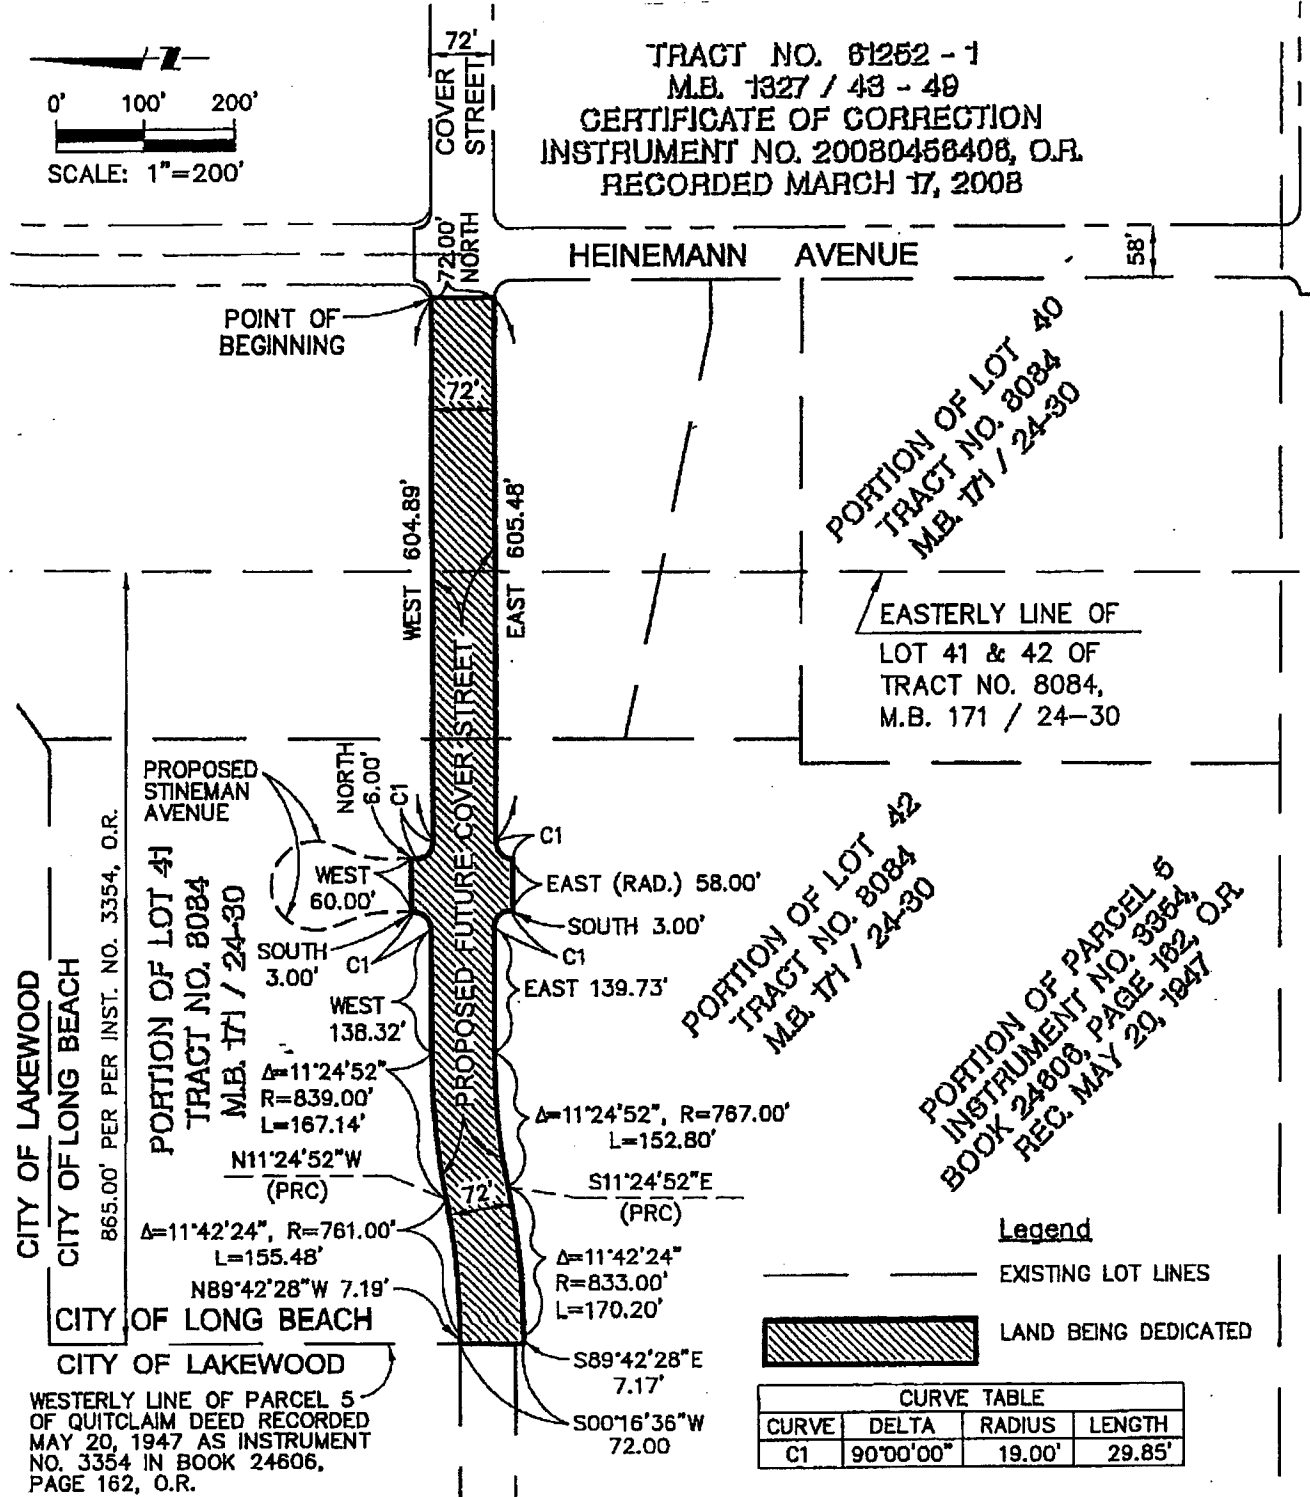 TRACT NO. 61252 - 1
M.B. 1327 / 43 - 49
CERTIFICATE OF CORRECTION
INSTRUMENT NO. 20080456406, O.R.
RECORDED MARCH 17, 2008
N
0' 100' 200'
SCALE: 1"=200'
72'
COVER
STREET
72.00'
NORTH
HEINEMANN AVENUE
58'
POINT OF
BEGINNING
72'
PORTION OF LOT 40
TRACT NO. 8084
M.B. 171 / 24-30
WEST 604.89'
EAST 605.48'
EASTERLY LINE OF
LOT 41 & 42 OF
TRACT NO. 8084,
M.B. 171 / 24-30
PROPOSED FUTURE COVER STREET
PROPOSED
STINEMAN
AVENUE
NORTH
6.00'
C1
C1
WEST
60.00'
EAST (RAD.) 58.00'
SOUTH 3.00'
SOUTH
3.00'
C1
C1
WEST
138.32'
EAST 139.73'
PORTION OF LOT 41
TRACT NO. 8084
M.B. 171 / 24-30
PORTION OF LOT 42
TRACT NO. 8084
M.B. 171 / 24-30
PORTION OF PARCEL 5
INSTRUMENT NO. 3354,
BOOK 24606, PAGE 162, O.R.
REC. MAY 20, 1947
865.00' PER PER INST. NO. 3354, O.R.
CITY OF LAKEWOOD
CITY OF LONG BEACH
Δ=11°24'52"
R=839.00'
L=167.14'
Δ=11°24'52", R=767.00'
L=152.80'
N11°24'52"W
(PRC)
S11°24'52"E
(PRC)
72'
Δ=11°42'24", R=761.00'
L=155.48'
Δ=11°42'24"
R=833.00'
L=170.20'
N89°42'28"W 7.19'
CITY OF LONG BEACH
CITY OF LAKEWOOD
S89°42'28"E
7.17'
S00°16'36"W
72.00
WESTERLY LINE OF PARCEL 5
OF QUITCLAIM DEED RECORDED
MAY 20, 1947 AS INSTRUMENT
NO. 3354 IN BOOK 24606,
PAGE 162, O.R.
Legend
EXISTING LOT LINES
LAND BEING DEDICATED
CURVE TABLE
CURVE DELTA RADIUS LENGTH
C1 90°00'00" 19.00' 29.85'